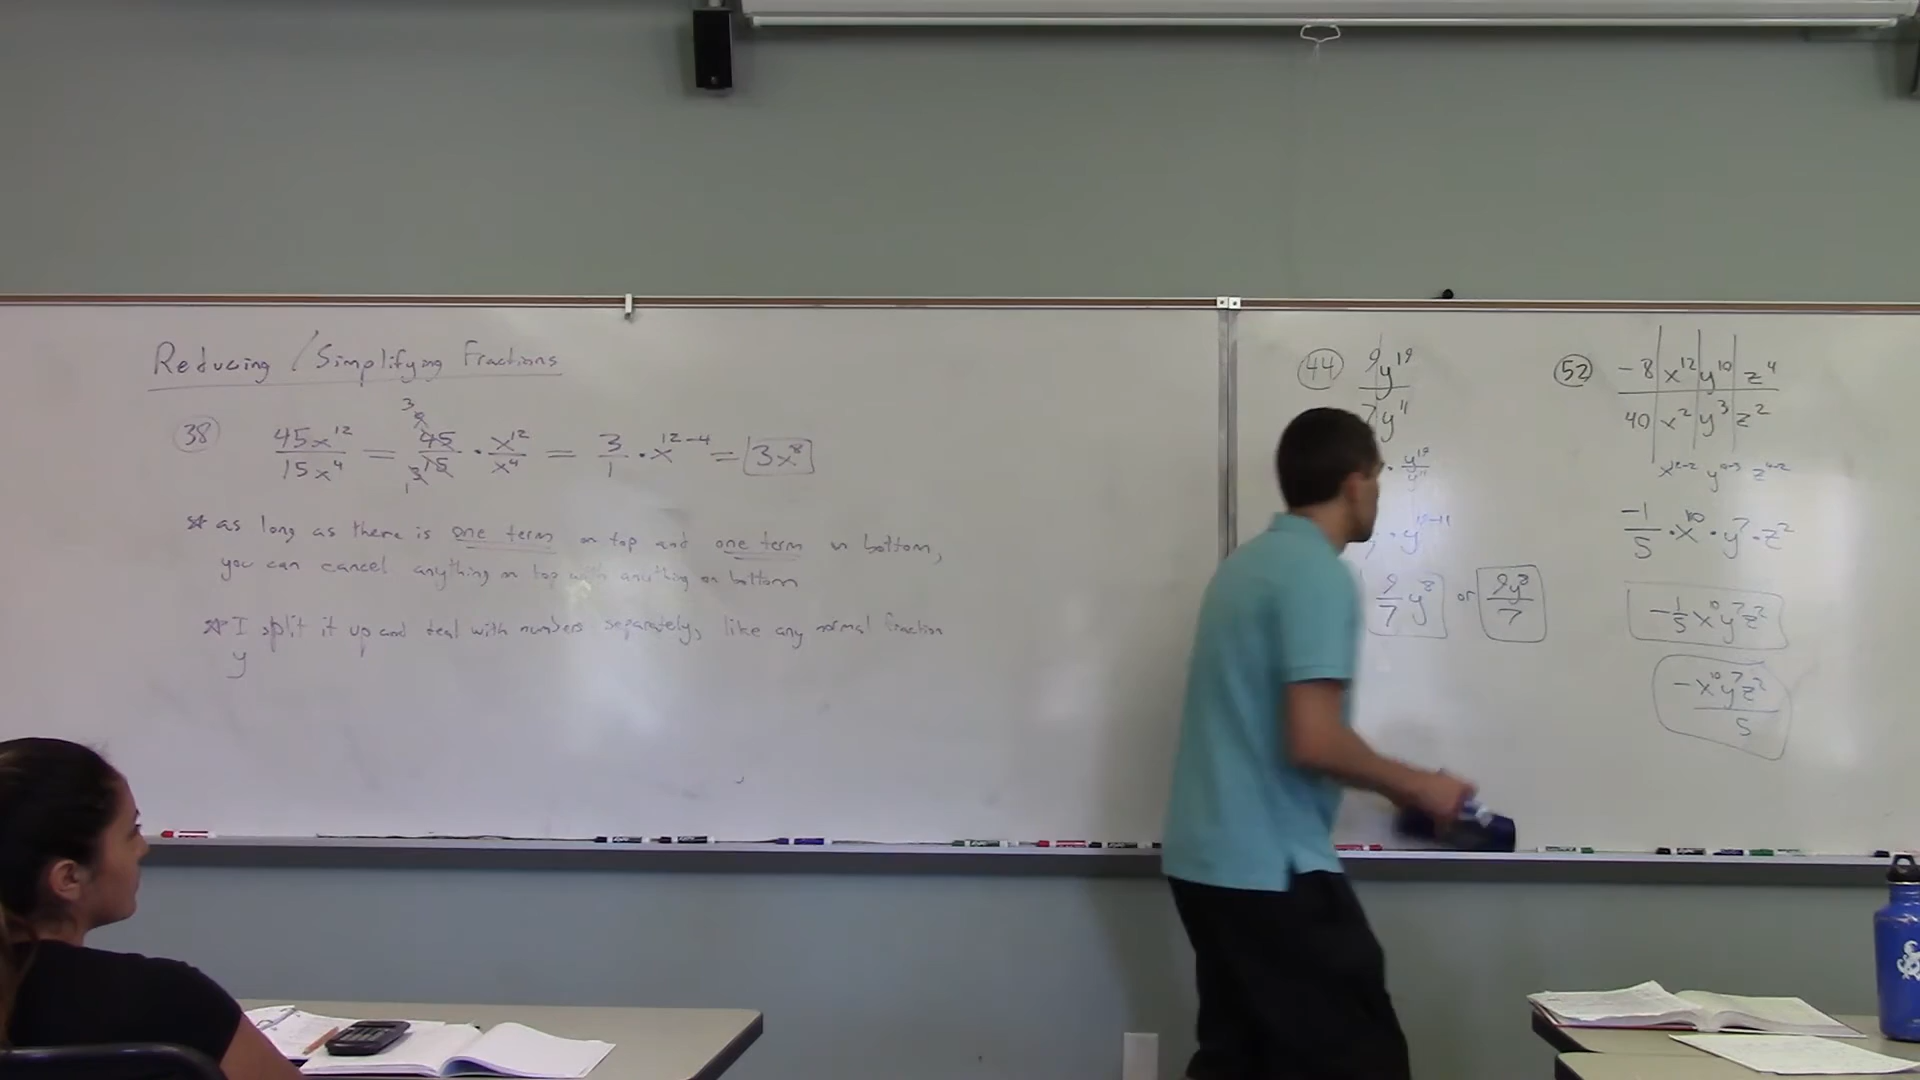 Reducing / Simplifying Fractions
38 45x^12 / 15x^4 = 45/15 · x^12/x^4 = 3/1 · x^12-4 = 3x^8
☆ as long as there is one term on top and one term on bottom,
you can cancel anything on top with anything on bottom
☆ I split it up and deal with numbers separately, like any normal fraction
y
44 9y^19
7y^11
· y^19/y^11
· y^19-11
9/7 y^8 or 9y^8/7
52 -8 x^12 y^10 z^4
40 x^2 y^3 z^2
x^12-2 y^10-3 z^4-2
-1/5 · x^10 · y^7 · z^2
-1/5 x^10 y^7 z^2
-x^10 y^7 z^2
5